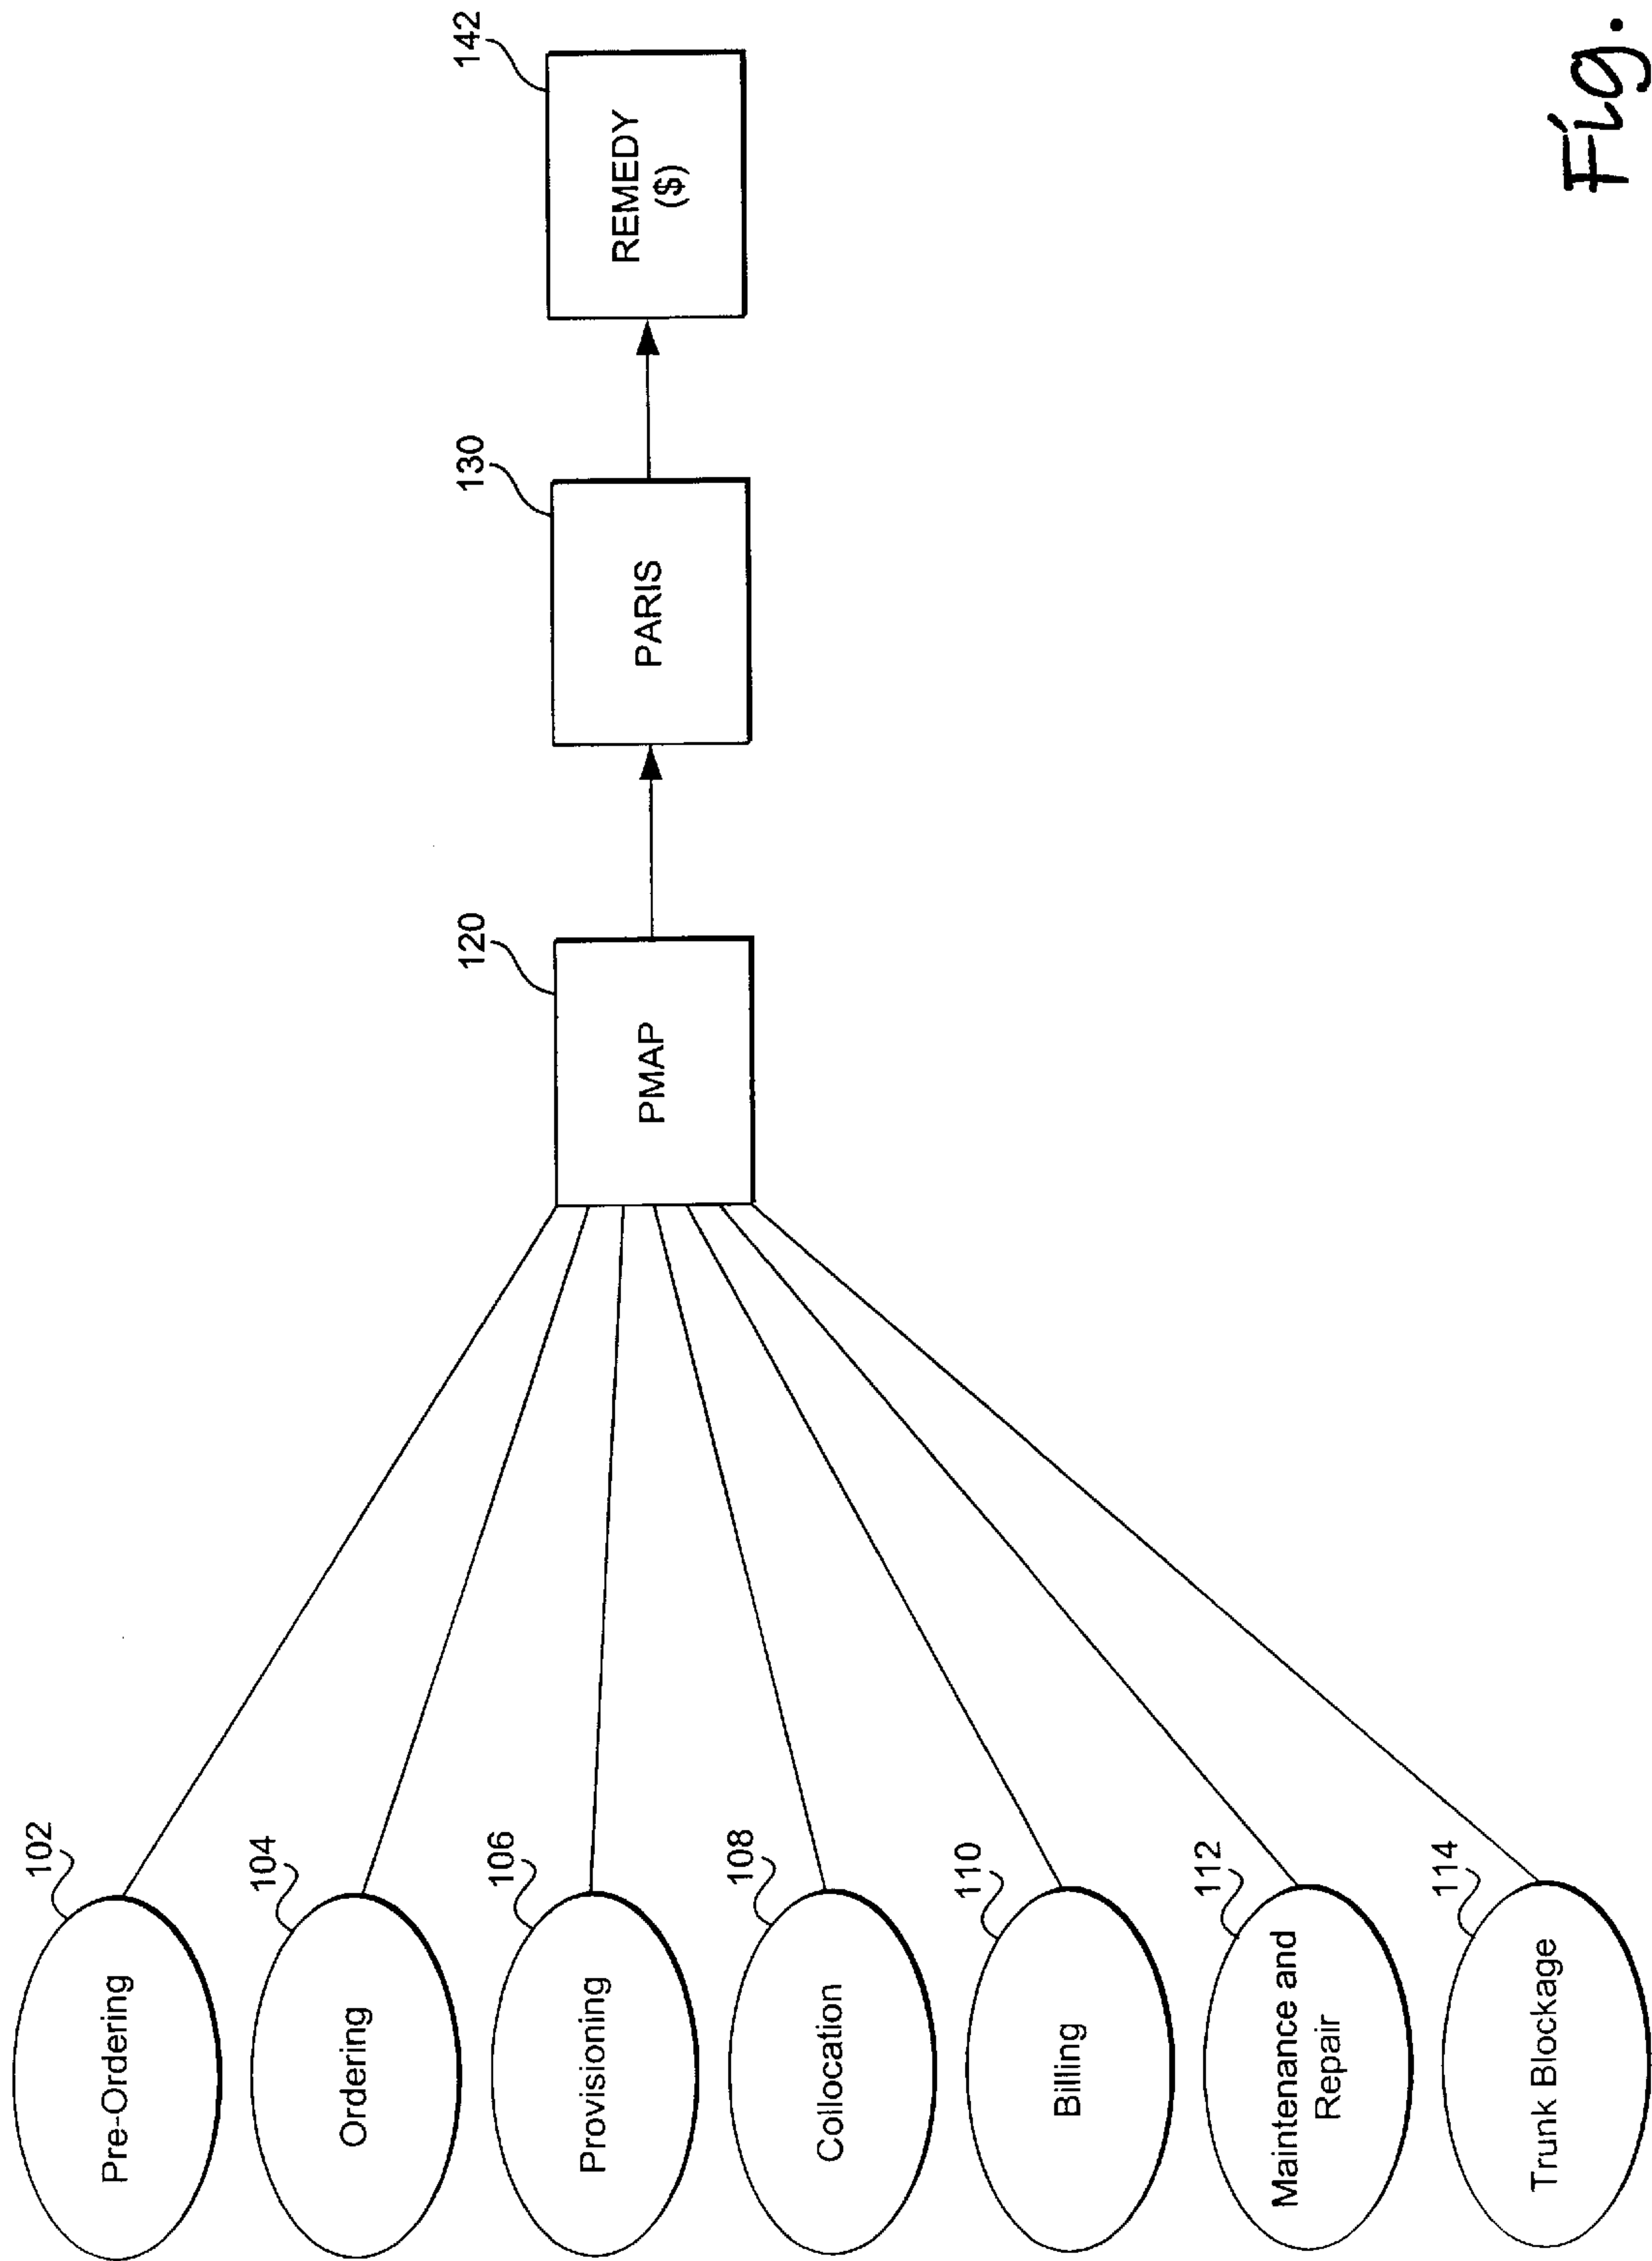 102
Pre-Ordering
104
Ordering
106
Provisioning
108
Collocation
110
Billing
112
Maintenance and
Repair
114
Trunk Blockage
120
PMAP
130
PARIS
142
REMEDY
($)
Fig.